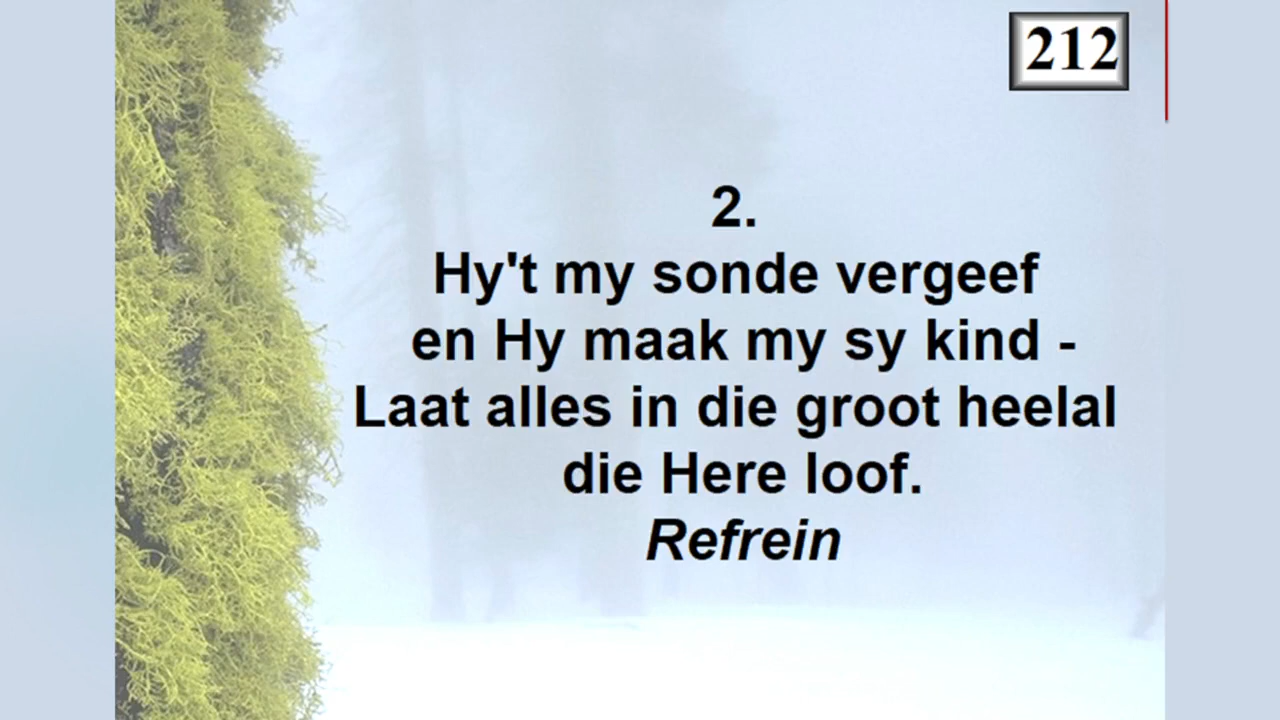 212
2.
Hy't my sonde vergeef
en Hy maak my sy kind -
Laat alles in die groot heelal
die Here loof.
Refrein